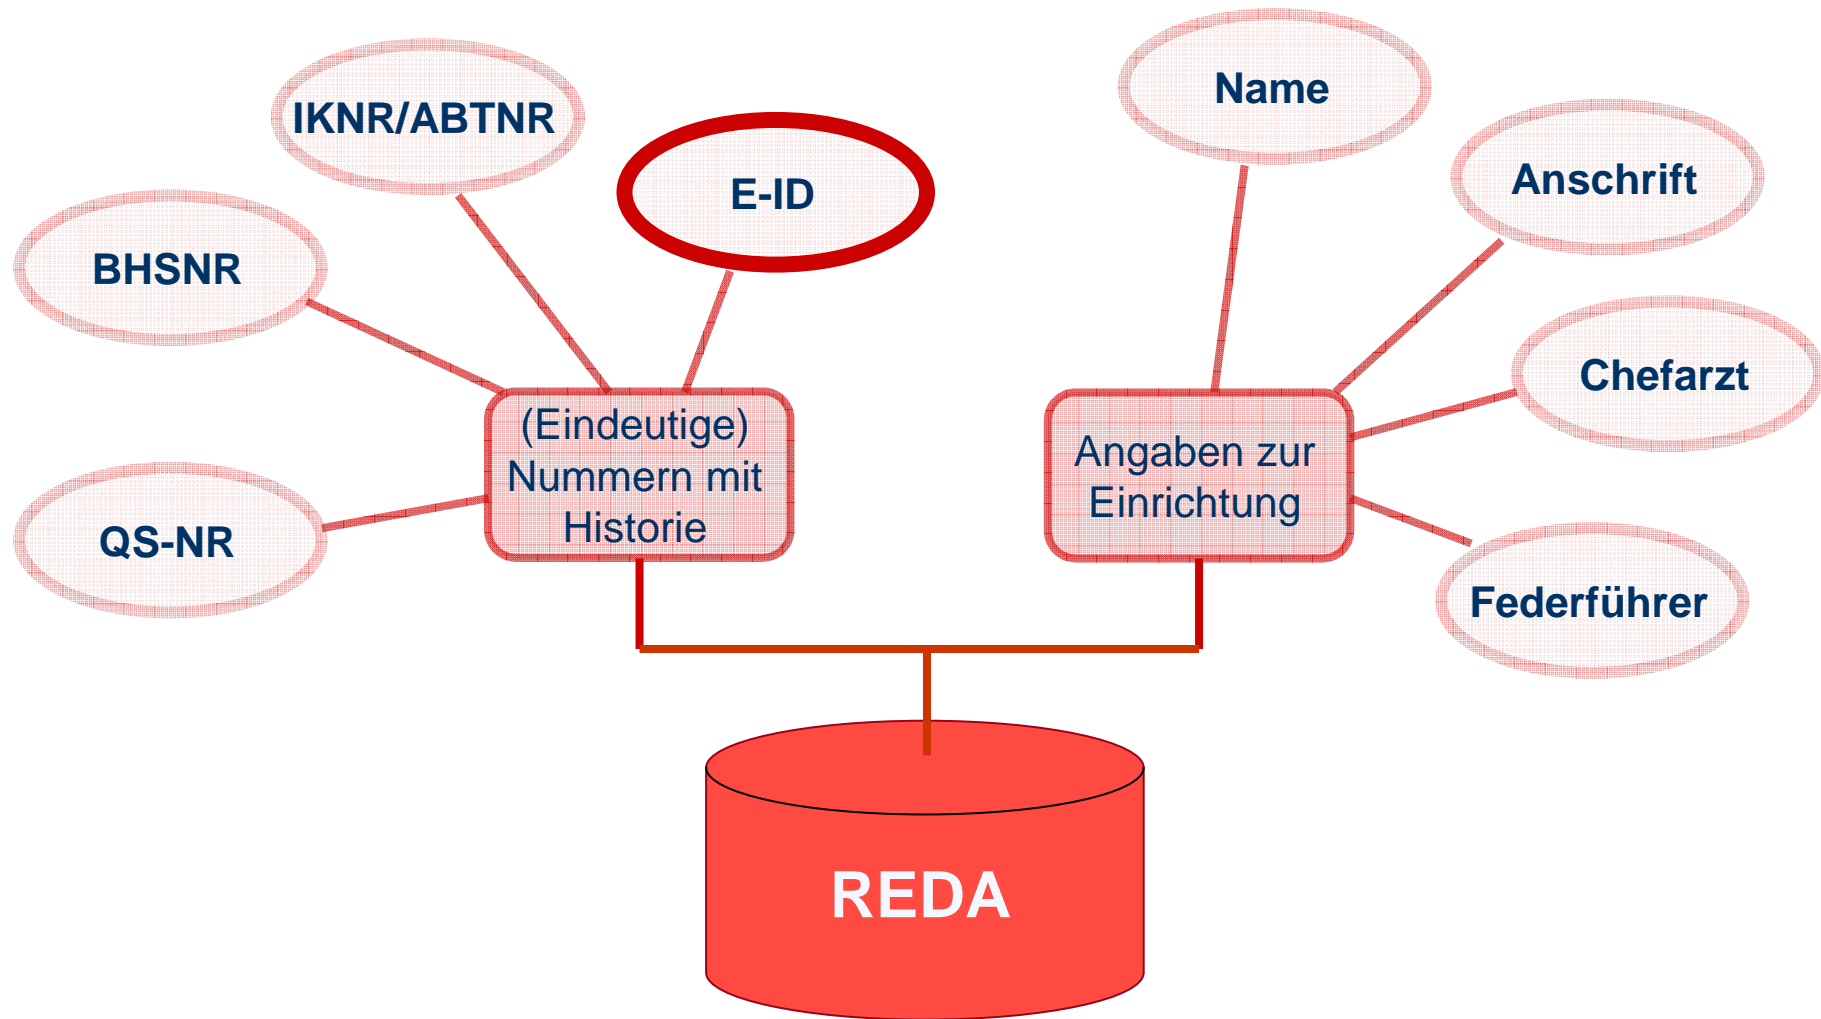 Name
IKNR/ABTNR
Anschrift
E-ID
BHSNR
Chefarzt
(Eindeutige)
Nummern mit
Historie
Angaben zur
Einrichtung
QS-NR
Federführer
REDA